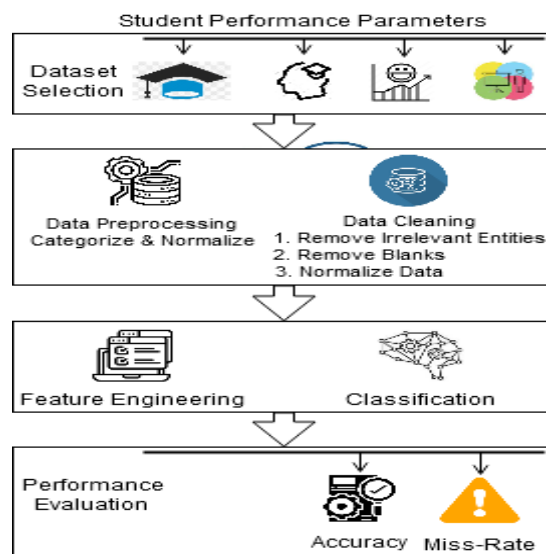 Student Performance Parameters
Dataset
Selection
Data Preprocessing
Categorize & Normalize
Data Cleaning
1. Remove Irrelevant Entities
2. Remove Blanks
3. Normalize Data
Feature Engineering
Classification
Performance
Evaluation
Accuracy
Miss-Rate